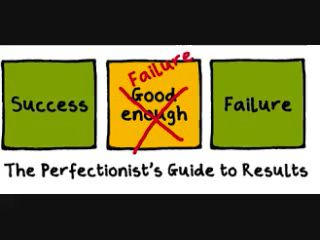 Failure
Success
Good
enough
Failure
The Perfectionist's Guide to Results